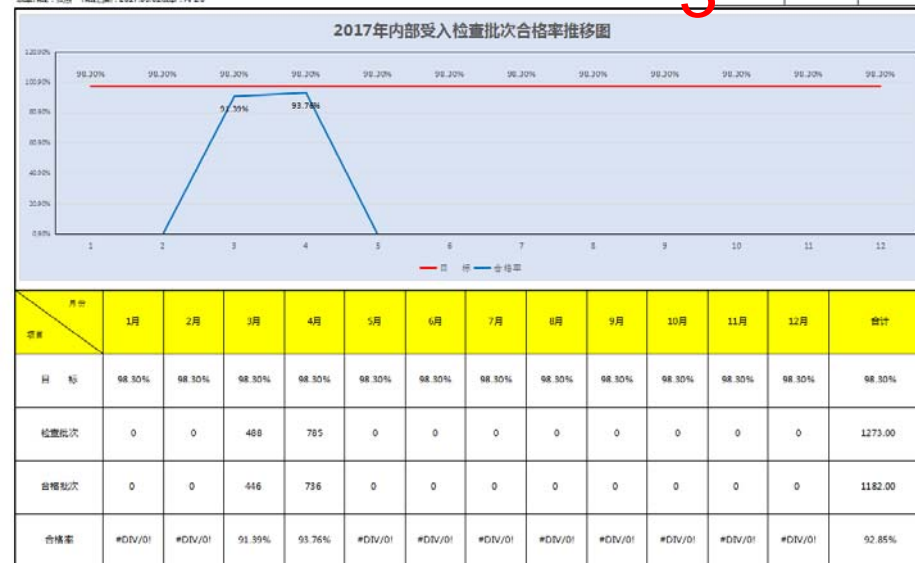 2017年内部受入检查批次合格率推移图
120.00%
100.00%
80.00%
60.00%
40.00%
20.00%
0.00%
98.30% 98.30% 98.30% 98.30% 98.30% 98.30% 98.30% 98.30% 98.30% 98.30% 98.30% 98.30%
91.39% 93.76%
1 2 3 4 5 6 7 8 9 10 11 12
目 标 合格率
月份
项目
1月 2月 3月 4月 5月 6月 7月 8月 9月 10月 11月 12月 合计
目 标 98.30% 98.30% 98.30% 98.30% 98.30% 98.30% 98.30% 98.30% 98.30% 98.30% 98.30% 98.30% 98.30%
检查批次 0 0 488 785 0 0 0 0 0 0 0 0 1273.00
合格批次 0 0 446 736 0 0 0 0 0 0 0 0 1182.00
合格率 #DIV/0! #DIV/0! 91.39% 93.76% #DIV/0! #DIV/0! #DIV/0! #DIV/0! #DIV/0! #DIV/0! #DIV/0! #DIV/0! 92.85%